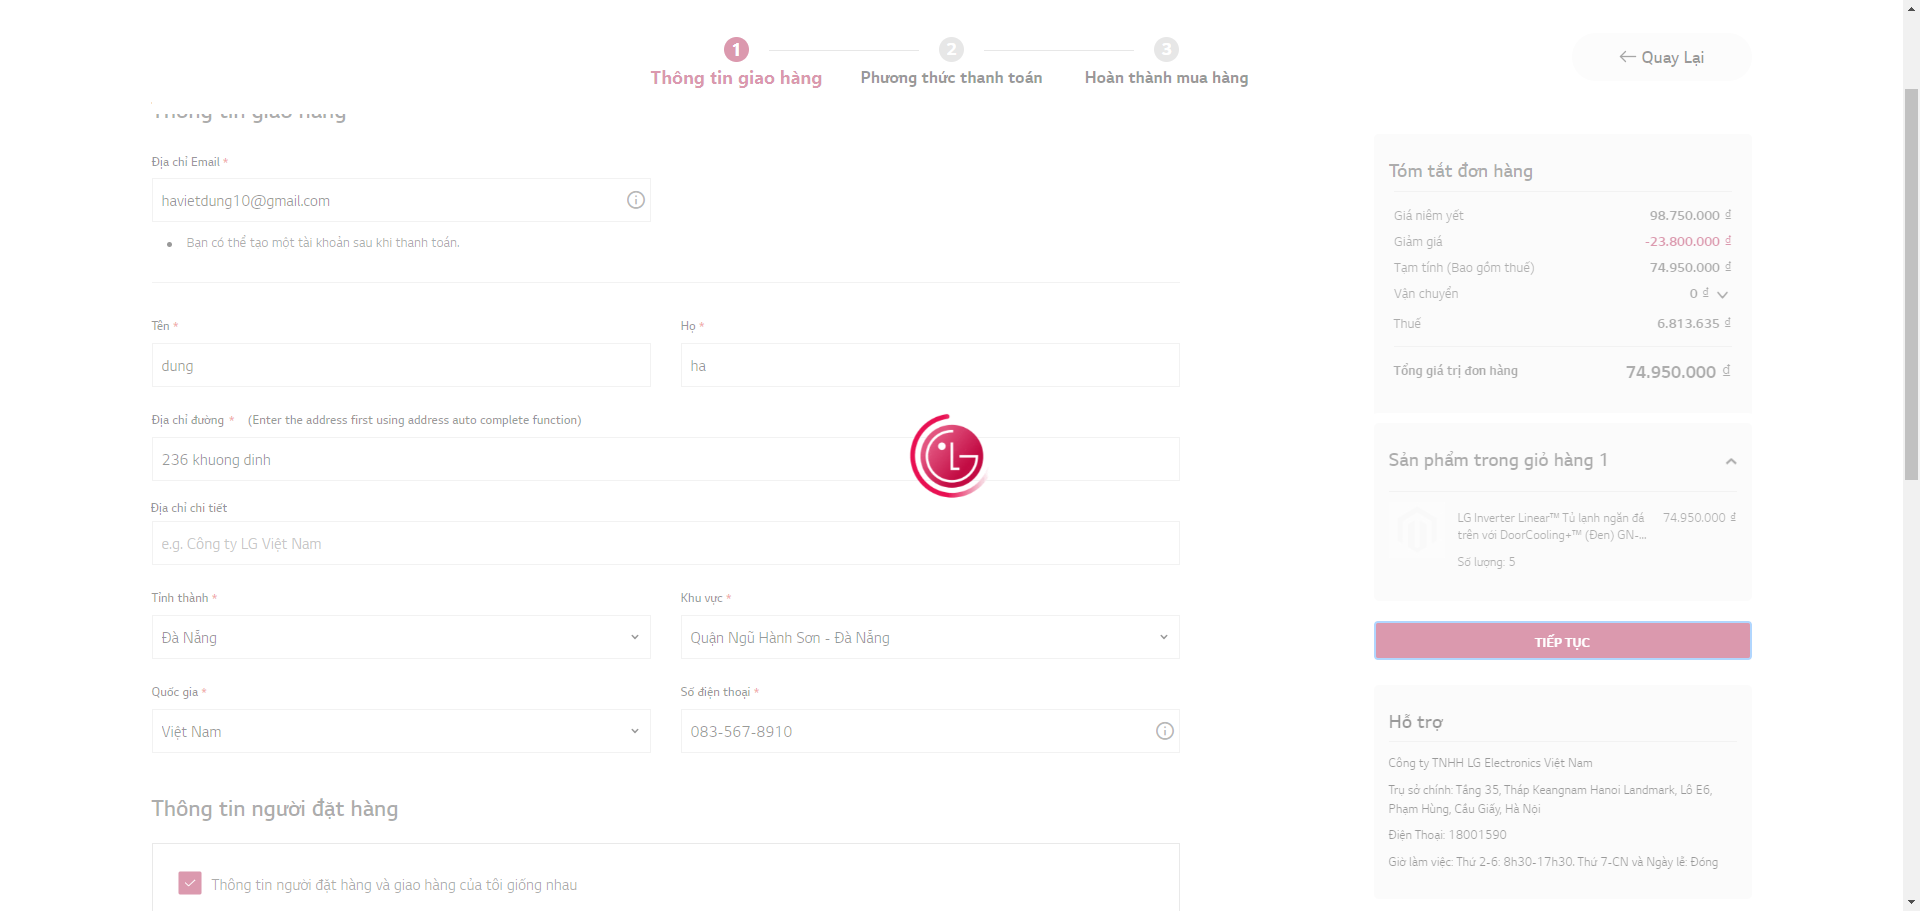 1
Thông tin giao hàng
2
Phương thức thanh toán
3
Hoàn thành mua hàng
← Quay Lại
Thông tin giao hàng
Địa chỉ Email *
havietdung10@gmail.com
Bạn có thể tạo một tài khoản sau khi thanh toán.
Tên *
dung
Họ *
ha
Địa chỉ đường * (Enter the address first using address auto complete function)
236 khuong dinh
Địa chỉ chi tiết
e.g. Công ty LG Việt Nam
Tỉnh thành *
Đà Nẵng
Khu vực *
Quận Ngũ Hành Sơn - Đà Nẵng
Quốc gia *
Việt Nam
Số điện thoại *
083-567-8910
Thông tin người đặt hàng
Thông tin người đặt hàng và giao hàng của tôi giống nhau
Tóm tắt đơn hàng
Giá niêm yết 98.750.000 ₫
Giảm giá -23.800.000 ₫
Tạm tính (Bao gồm thuế) 74.950.000 ₫
Vận chuyển 0 ₫
Thuế 6.813.635 ₫
Tổng giá trị đơn hàng 74.950.000 ₫
Sản phẩm trong giỏ hàng 1
LG Inverter Linear™ Tủ lạnh ngăn đá 74.950.000 ₫
trên với DoorCooling+™ (Đen) GN-...
Số lượng: 5
TIẾP TỤC
Hỗ trợ
Công ty TNHH LG Electronics Việt Nam
Trụ sở chính: Tầng 35, Tháp Keangnam Hanoi Landmark, Lô E6,
Phạm Hùng, Cầu Giấy, Hà Nội
Điện Thoại: 18001590
Giờ làm việc: Thứ 2-6: 8h30-17h30. Thứ 7-CN và Ngày lễ: Đóng